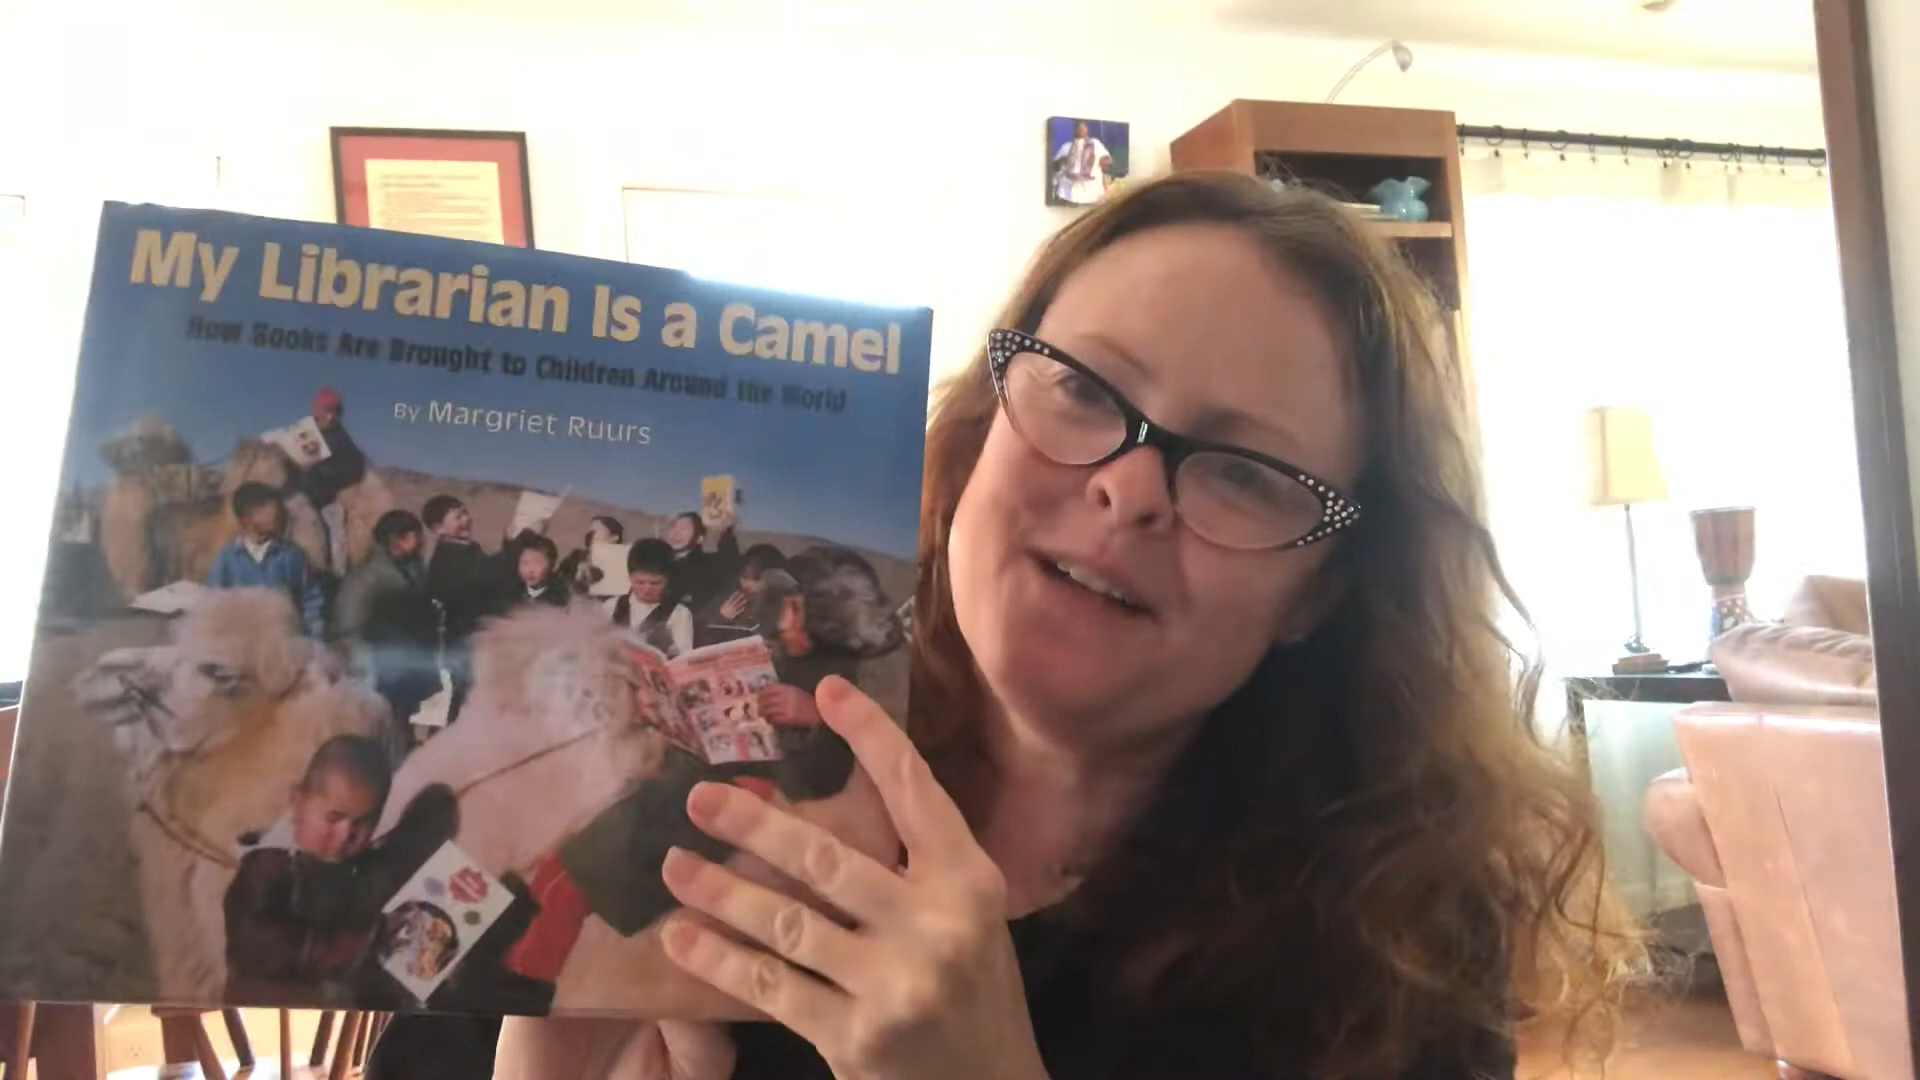 My Librarian Is a Camel
How Books Are Brought to Children Around the World
By Margriet Ruurs